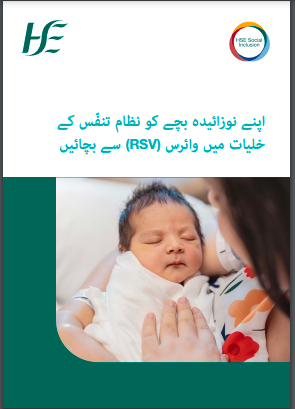 HSE
HSE Social
Inclusion
اپنے نوزائیدہ بچے کو نظام تنفّس کے
خلیات میں وائرس (RSV) سے بچائیں